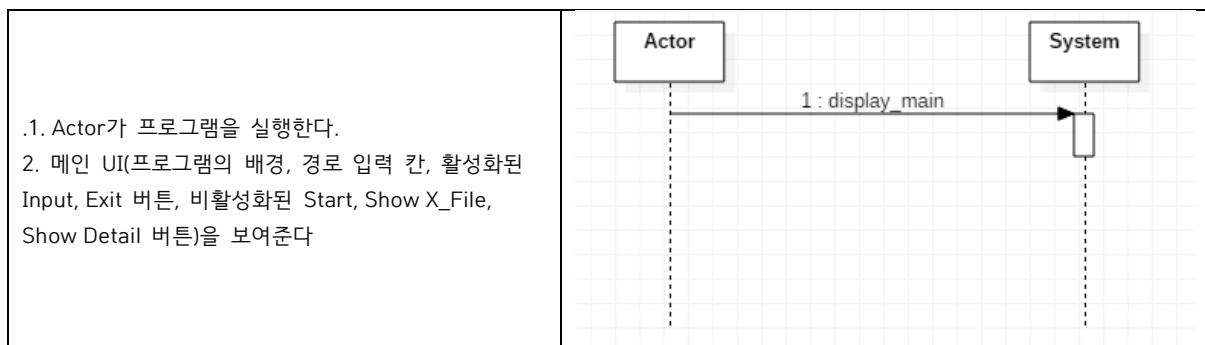 .1. Actor가 프로그램을 실행한다.
2. 메인 UI(프로그램의 배경, 경로 입력 칸, 활성화된
Input, Exit 버튼, 비활성화된 Start, Show X_File,
Show Detail 버튼)을 보여준다
Actor
System
1 : display_main